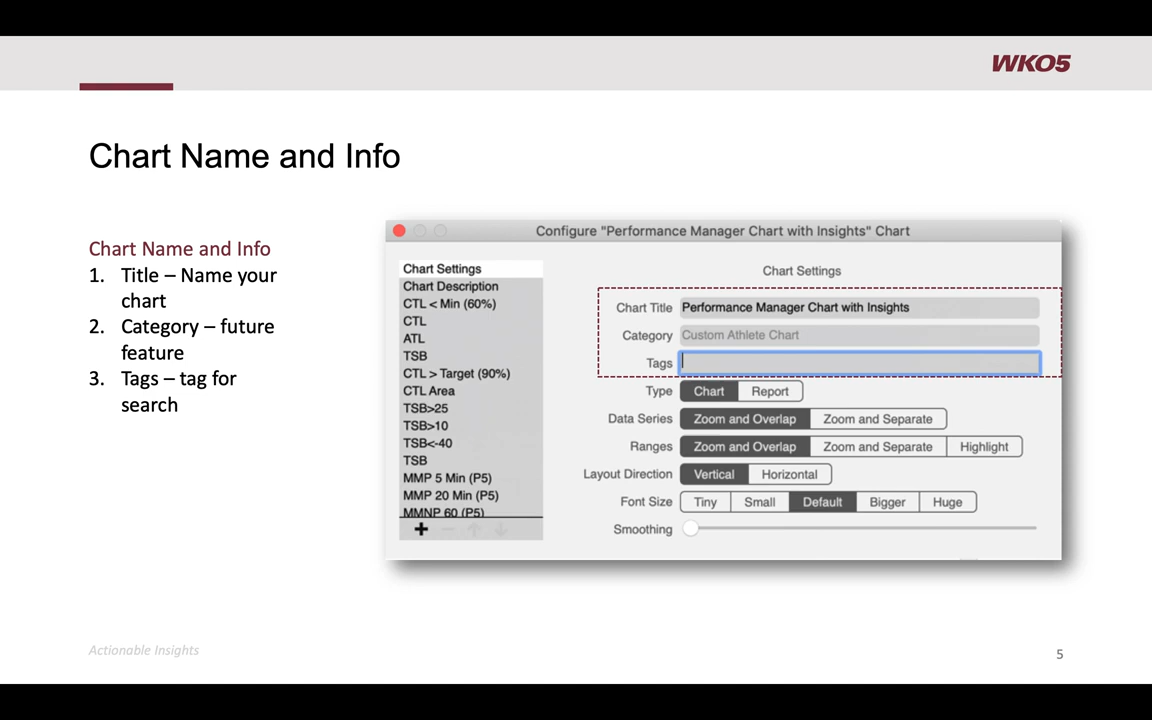 WKO5
Chart Name and Info
Chart Name and Info
1. Title – Name your
chart
2. Category – future
feature
3. Tags – tag for
search
Configure "Performance Manager Chart with Insights" Chart
Chart Settings
Chart Description
CTL < Min (60%)
CTL
ATL
TSB
CTL > Target (90%)
CTL Area
TSB>25
TSB>10
TSB<-40
TSB
MMP 5 Min (P5)
MMP 20 Min (P5)
MMNP 60 (P5)
Chart Settings
Chart Title Performance Manager Chart with Insights
Category Custom Athlete Chart
Tags
Type Chart Report
Data Series Zoom and Overlap Zoom and Separate
Ranges Zoom and Overlap Zoom and Separate Highlight
Layout Direction Vertical Horizontal
Font Size Tiny Small Default Bigger Huge
Smoothing
Actionable Insights
5